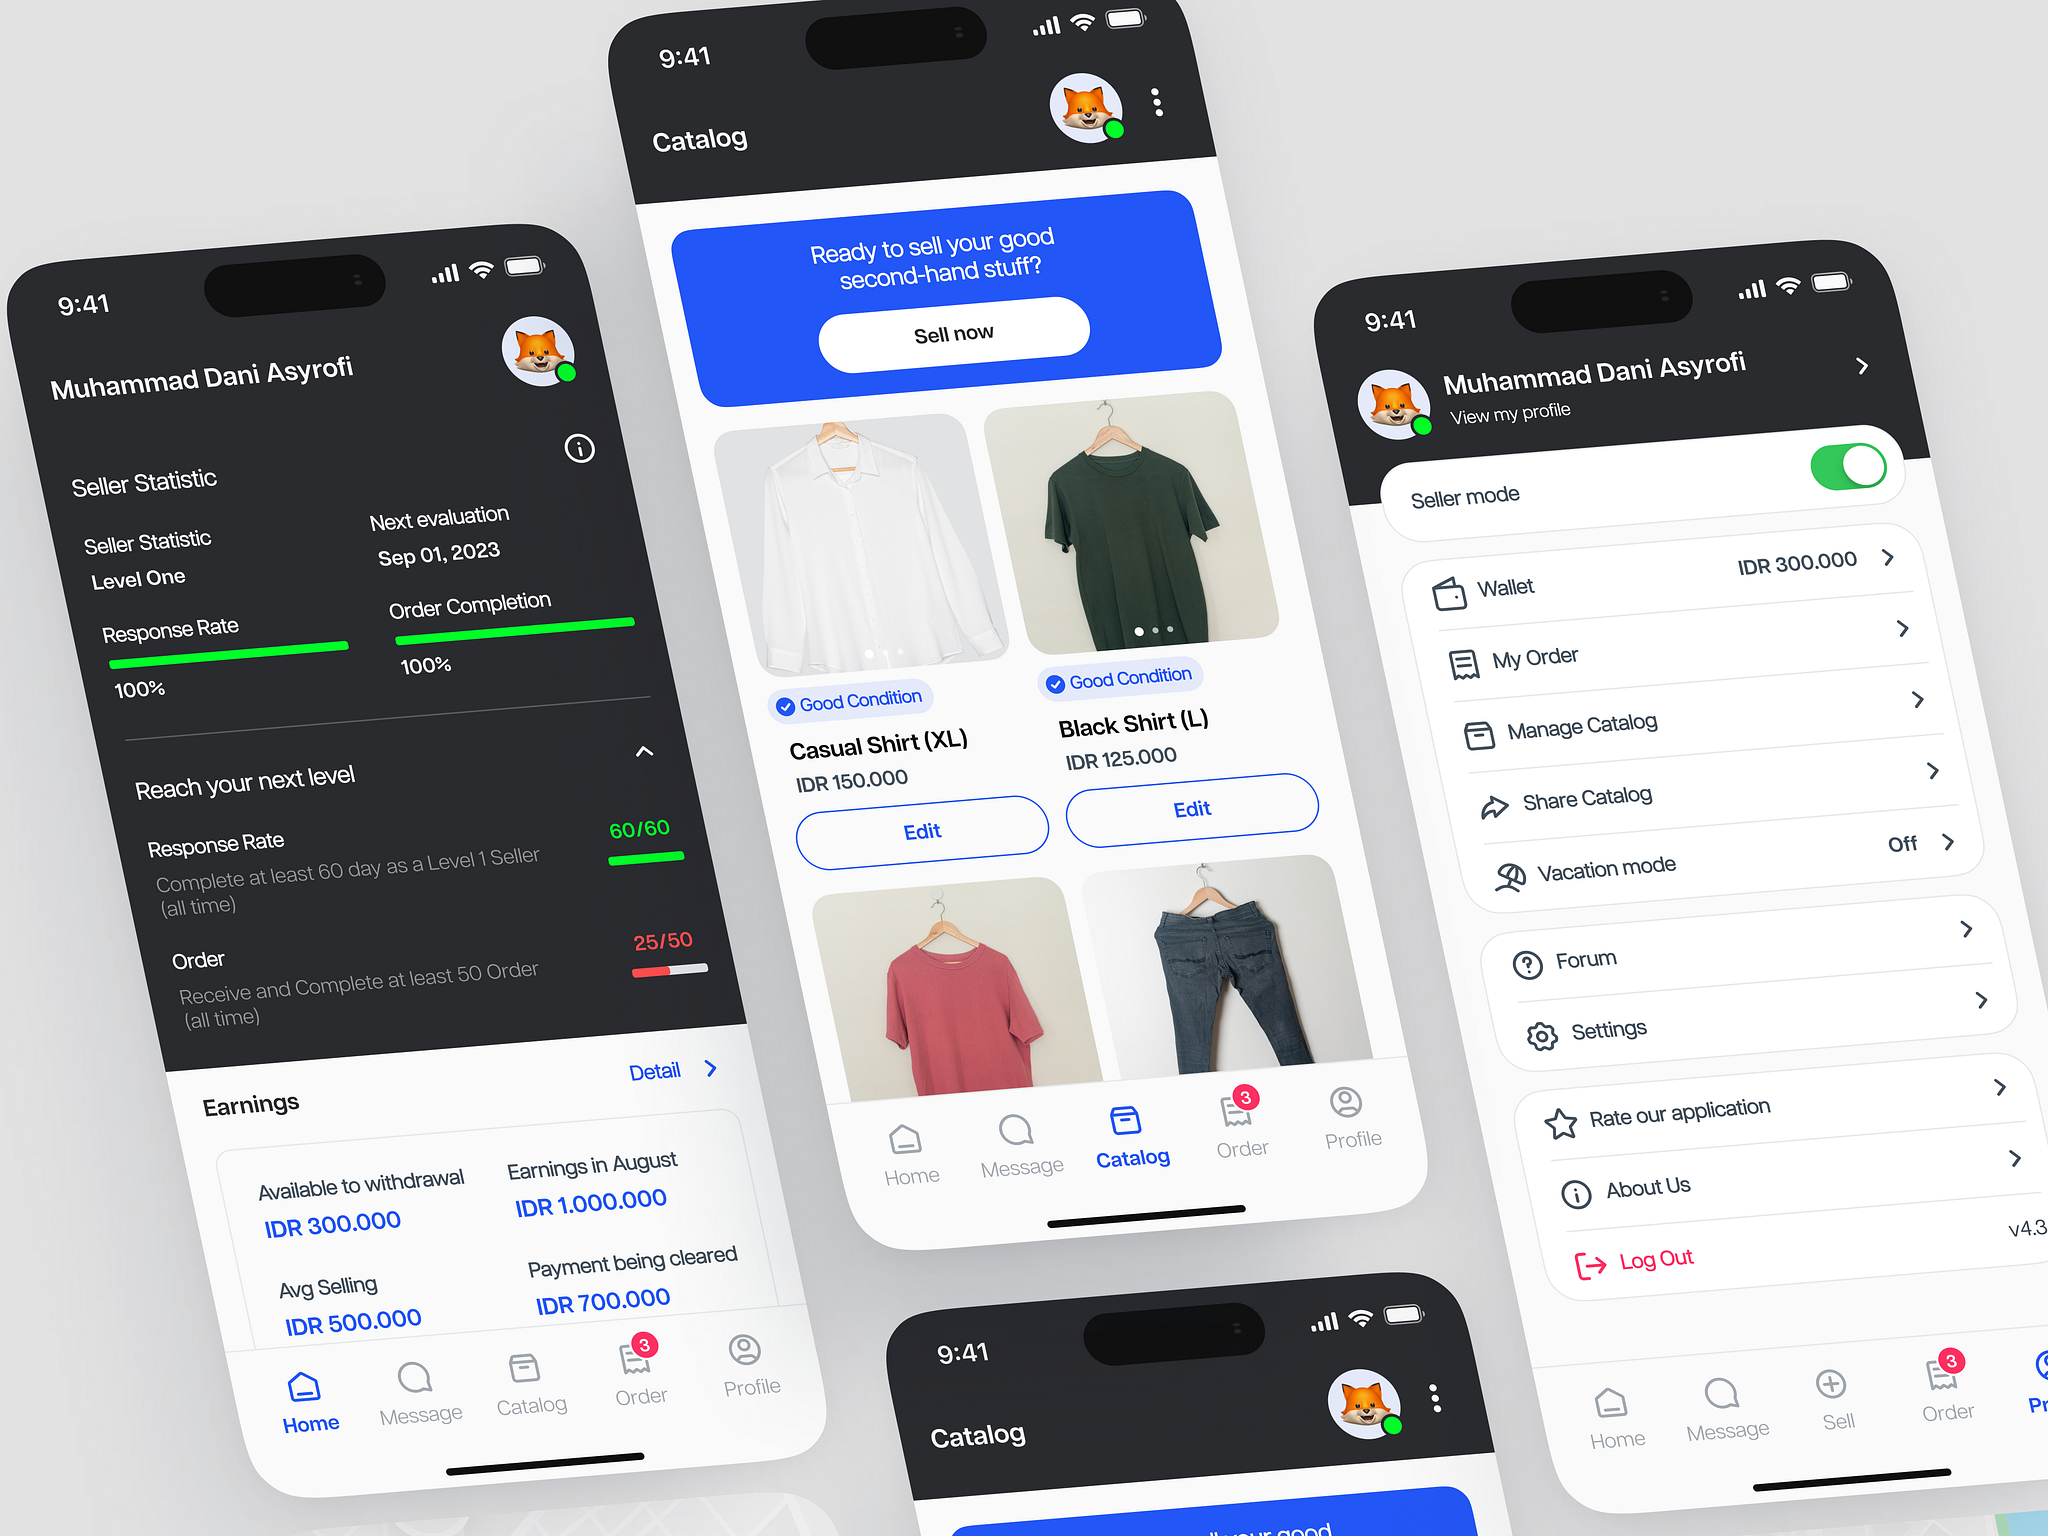 9:41
Muhammad Dani Asyrofi
Seller Statistic
Seller Statistic
Level One
Next evaluation
Sep 01, 2023
Response Rate
100%
Order Completion
100%
Reach your next level
Response Rate
60/60
Complete at least 60 day as a Level 1 Seller
(all time)
Order
25/50
Receive and Complete at least 50 Order
(all time)
Earnings
Detail
Available to withdrawal
IDR 300.000
Earnings in August
IDR 1.000.000
Avg Selling
IDR 500.000
Payment being cleared
IDR 700.000
Home
Message
Catalog
3
Order
Profile
9:41
Catalog
Ready to sell your good
second-hand stuff?
Sell now
Good Condition
Casual Shirt (XL)
IDR 150.000
Edit
Good Condition
Black Shirt (L)
IDR 125.000
Edit
Home
Message
Catalog
3
Order
Profile
9:41
Catalog
your good
9:41
Muhammad Dani Asyrofi
View my profile
Seller mode
Wallet
IDR 300.000
My Order
Manage Catalog
Share Catalog
Vacation mode
Off
Forum
Settings
Rate our application
About Us
Log Out
v4.3
Home
Message
Sell
3
Order